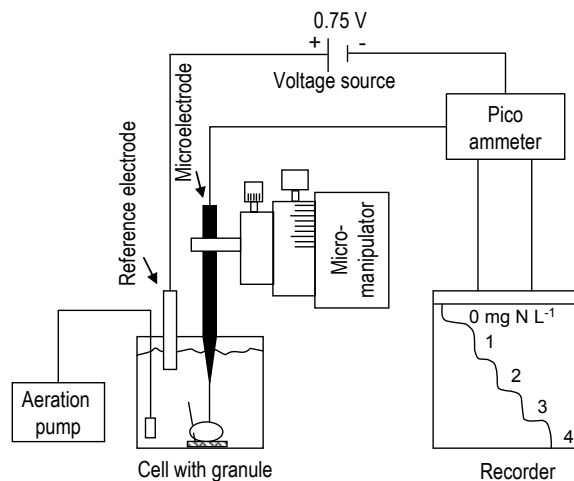 0.75 V
+ -
Voltage source
Pico
ammeter
Microelectrode
Reference electrode
Micro-
manipulator
0 mg N L-1
1
2
3
4
Aeration
pump
Cell with granule
Recorder